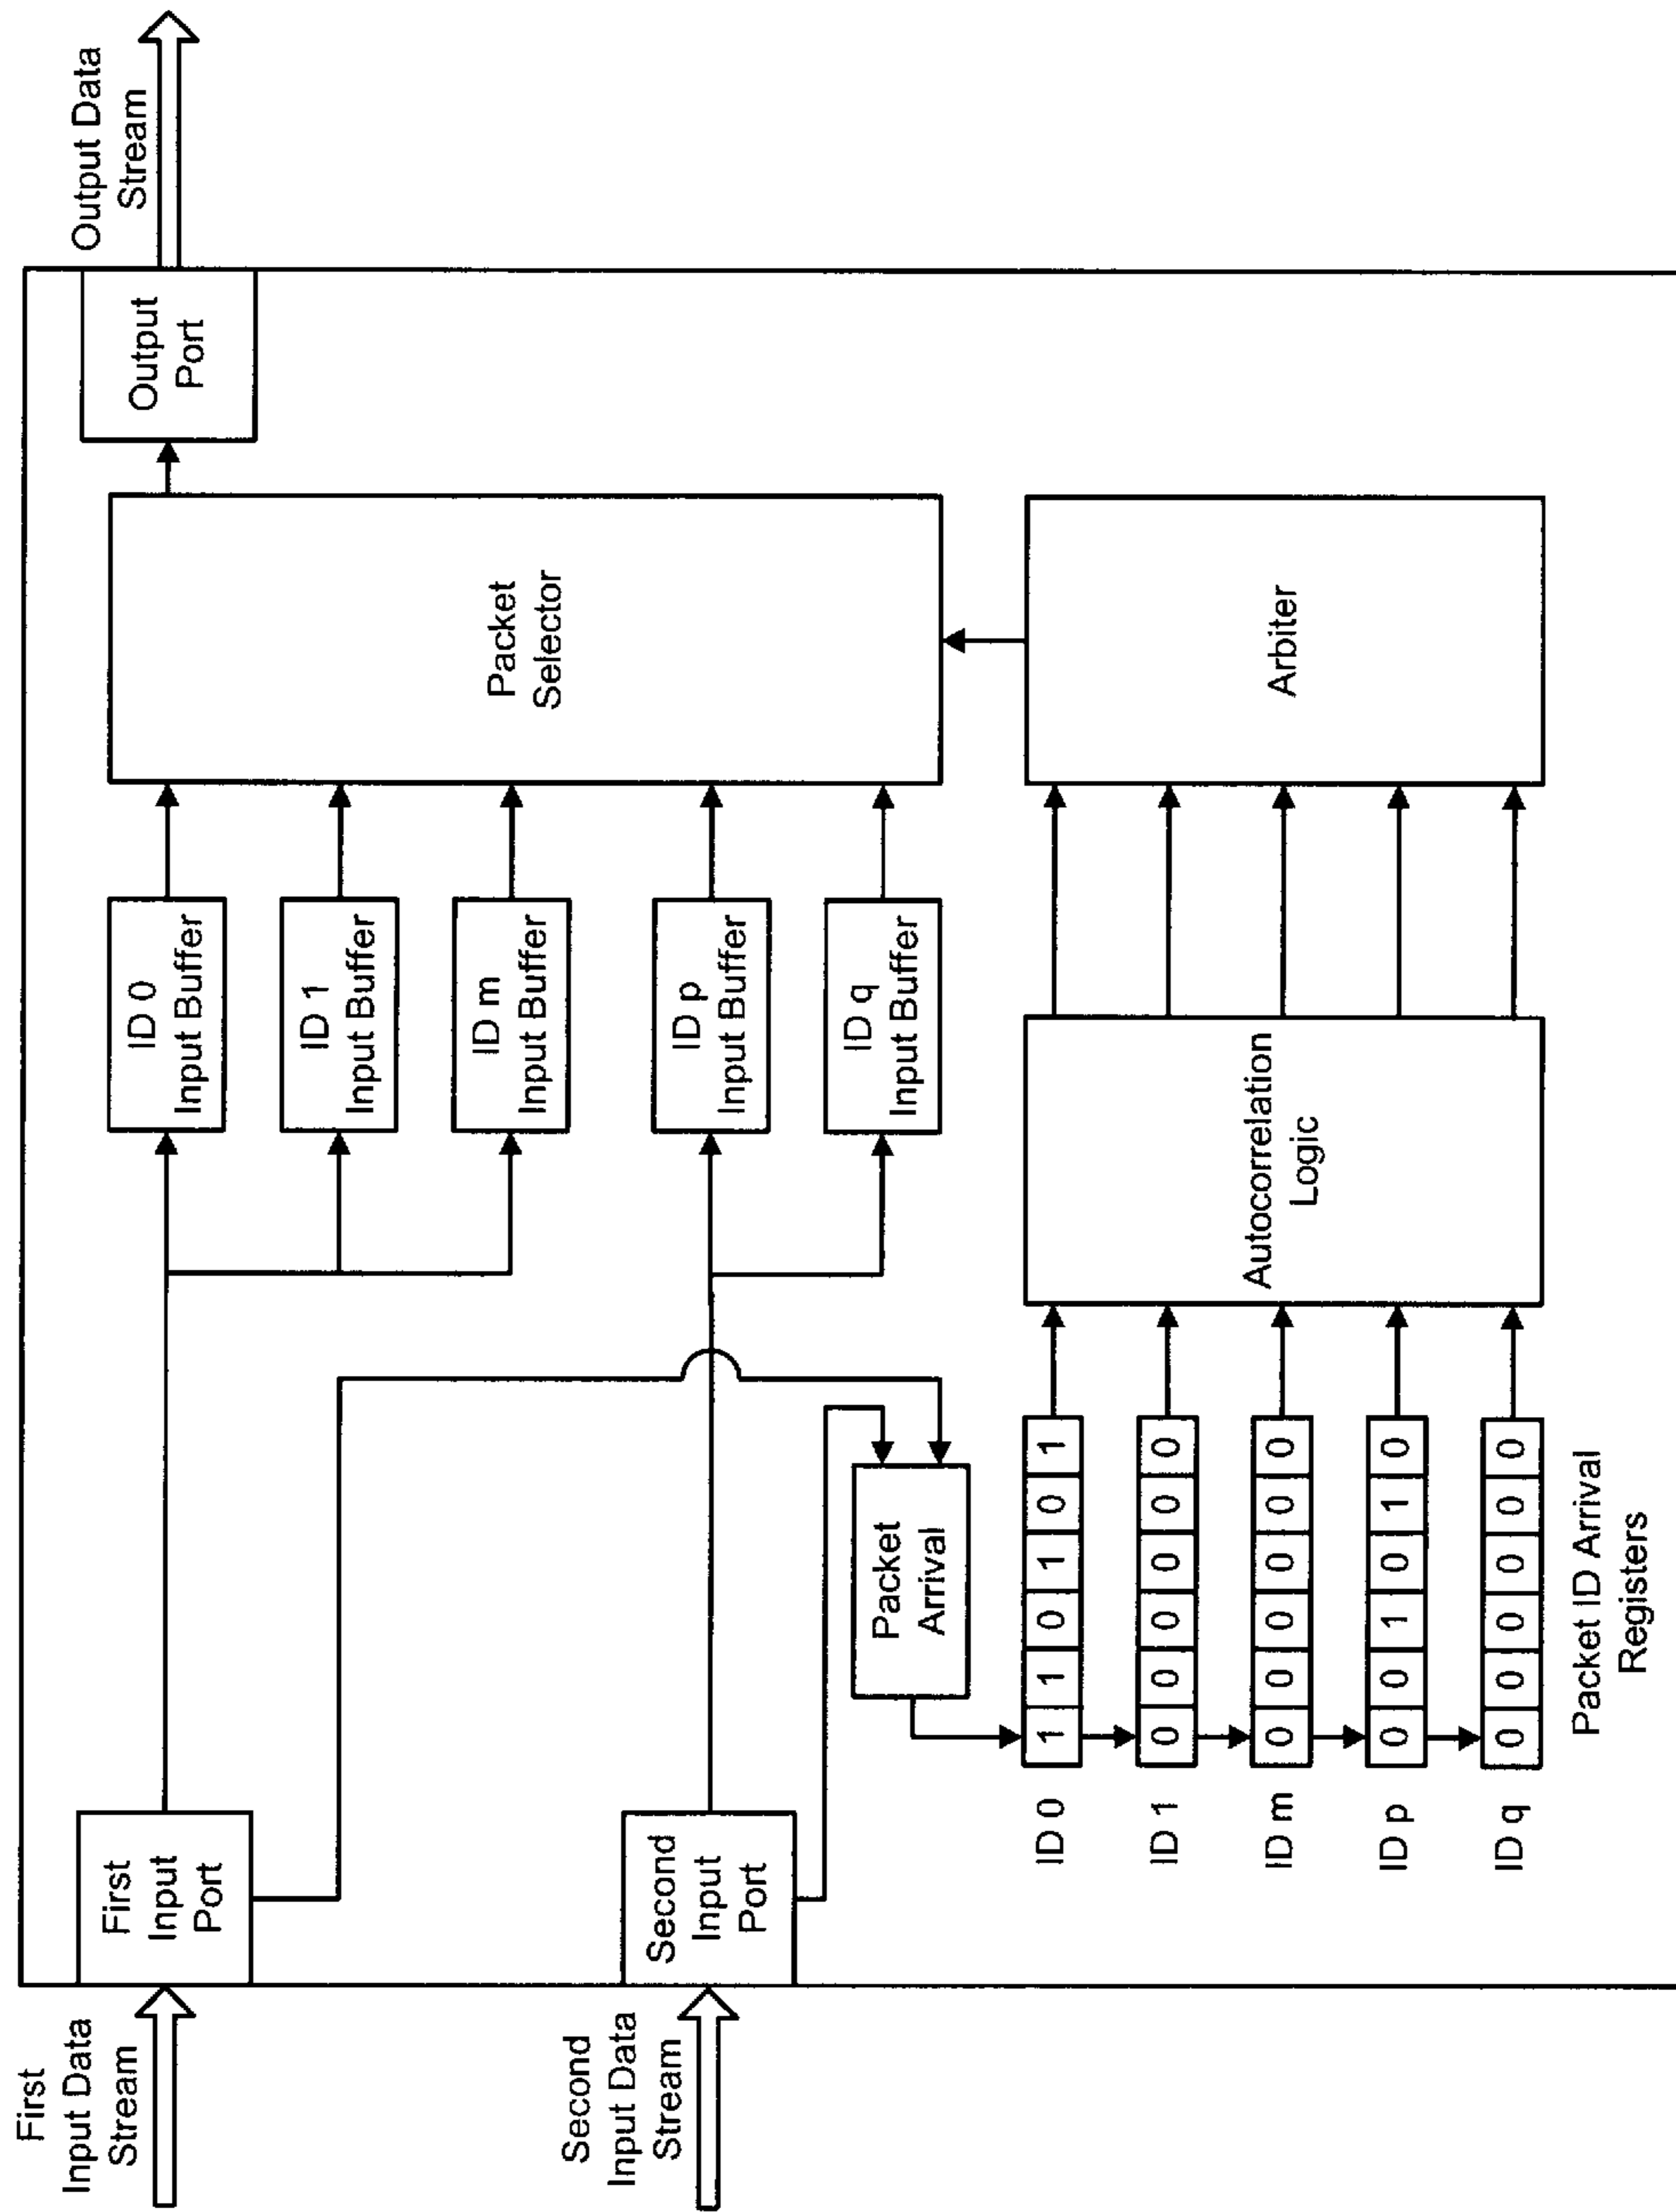 First
Input Data
Stream
First
Input
Port
ID 0
Input Buffer
ID 1
Input Buffer
ID m
Input Buffer
Packet
Selector
Output
Port
Output Data
Stream
Second
Input Data
Stream
Second
Input
Port
ID p
Input Buffer
ID q
Input Buffer
Packet
Arrival
ID 0 1 1 0 1 0 1
ID 1 0 0 0 0 0 0
ID m 0 0 0 0 0 0
ID p 0 0 1 0 1 0
ID q 0 0 0 0 0 0
Packet ID Arrival
Registers
Autocorrelation
Logic
Arbiter